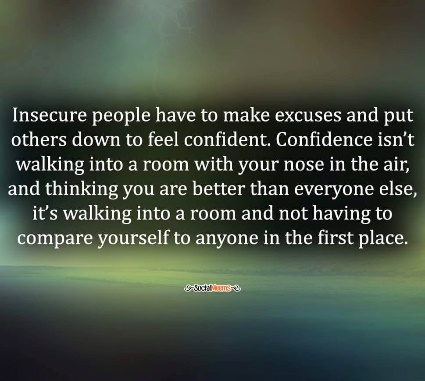 Insecure people have to make excuses and put
others down to feel confident. Confidence isn’t
walking into a room with your nose in the air,
and thinking you are better than everyone else,
it’s walking into a room and not having to
compare yourself to anyone in the first place.
SocialMeems